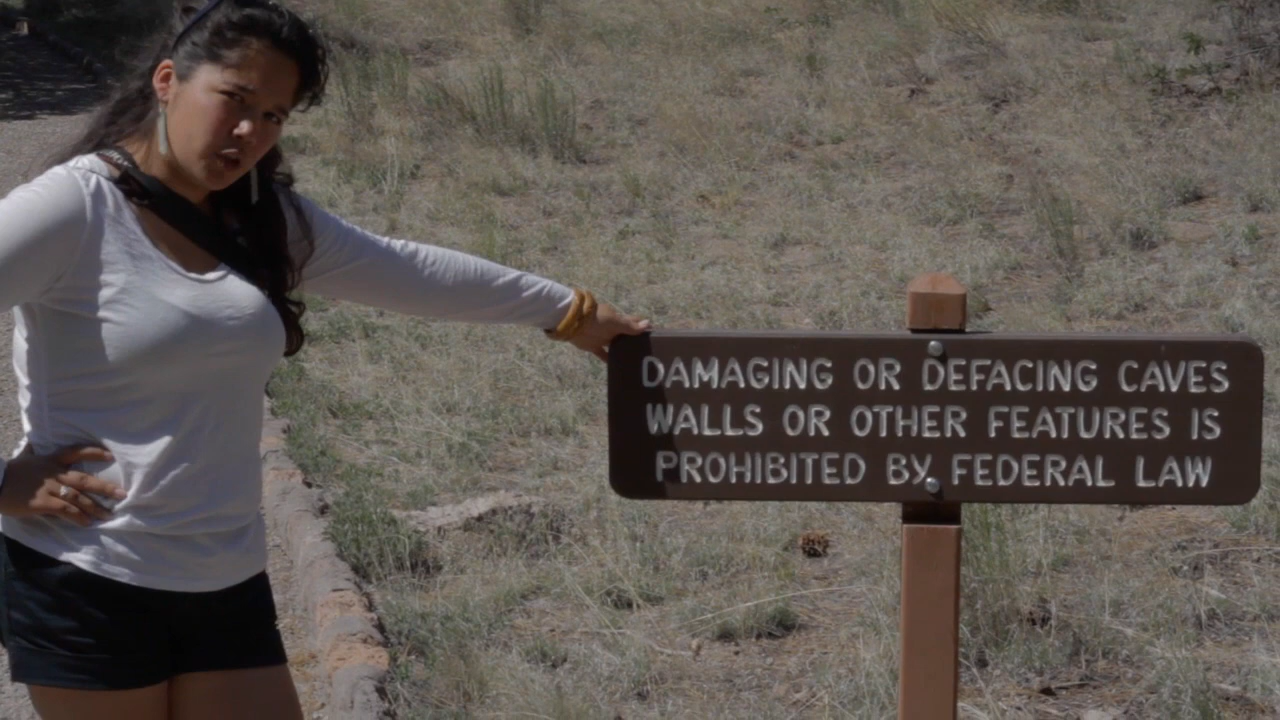 DAMAGING OR DEFACING CAVES
WALLS OR OTHER FEATURES IS
PROHIBITED BY FEDERAL LAW